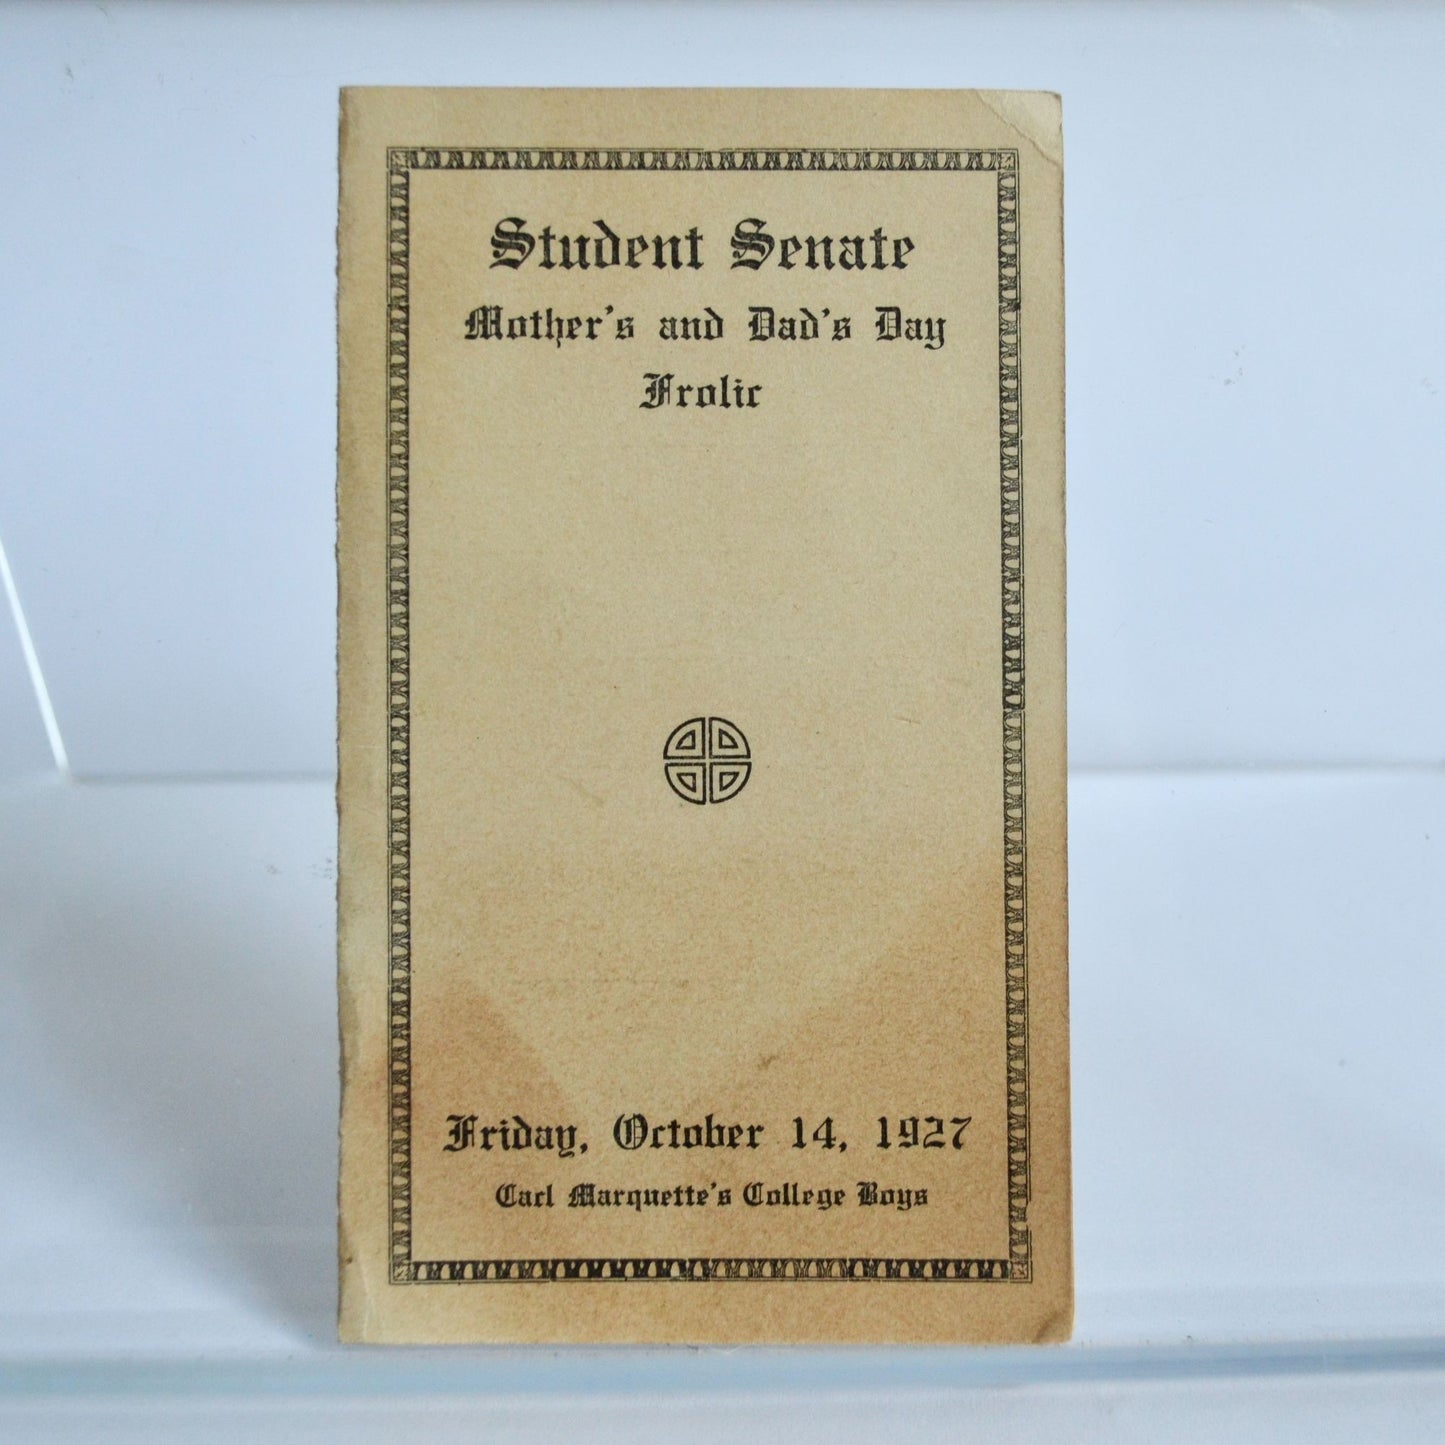 Student Senate
Mother's and Dad's Day
Frolic
Friday, October 14, 1927
Carl Marquette's College Boys